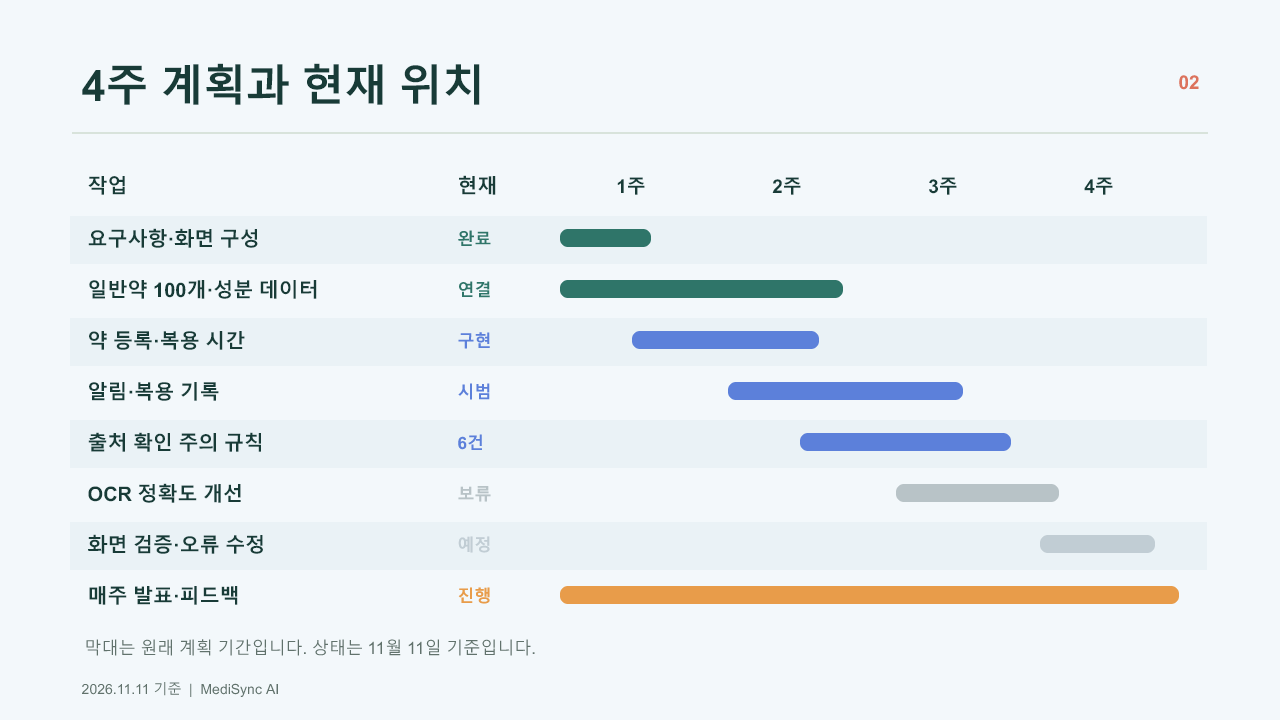 4주 계획과 현재 위치
02
작업 현재 1주 2주 3주 4주
요구사항·화면 구성 완료
일반약 100개·성분 데이터 연결
약 등록·복용 시간 구현
알림·복용 기록 시범
출처 확인 주의 규칙 6건
OCR 정확도 개선 보류
화면 검증·오류 수정 예정
매주 발표·피드백 진행
막대는 원래 계획 기간입니다. 상태는 11월 11일 기준입니다.
2026.11.11 기준 | MediSync AI